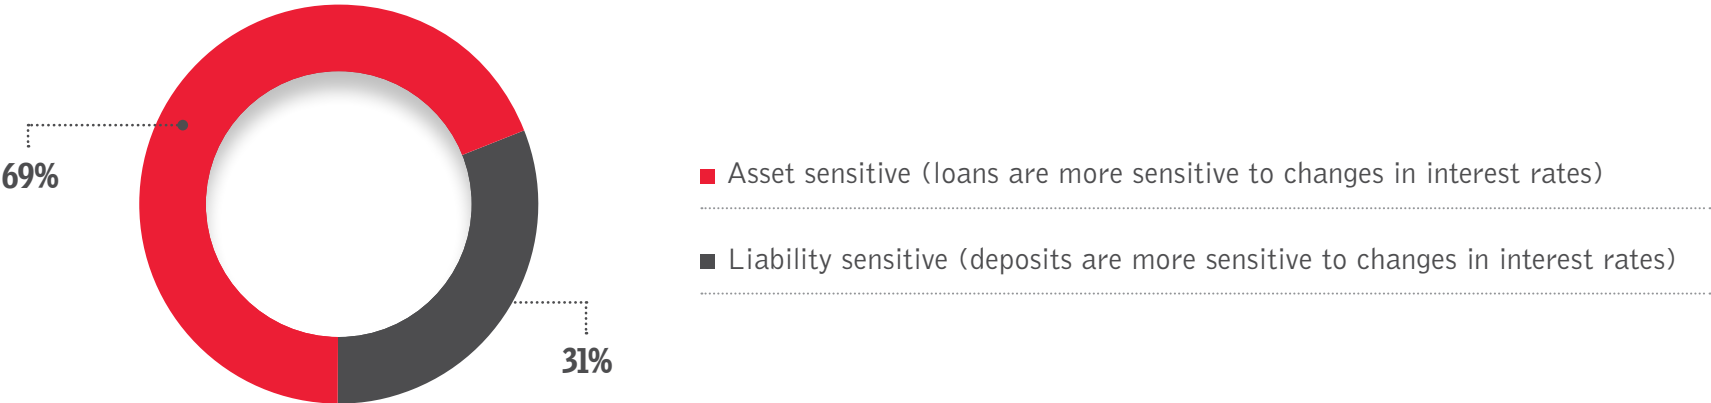 69%
Asset sensitive (loans are more sensitive to changes in interest rates)
Liability sensitive (deposits are more sensitive to changes in interest rates)
31%